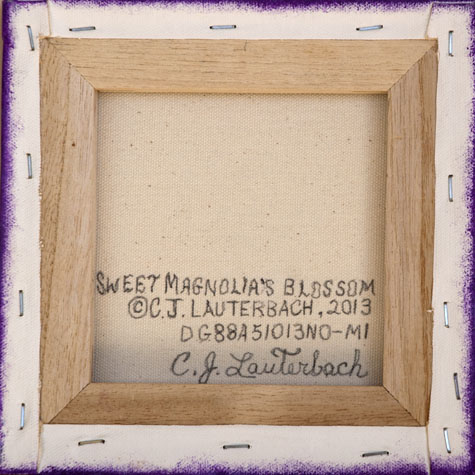 SWEET MAGNOLIA'S BLOSSOM
©C.J. LAUTERBACH, 2013
DG88A51013NO-MI
C. J. Lauterbach